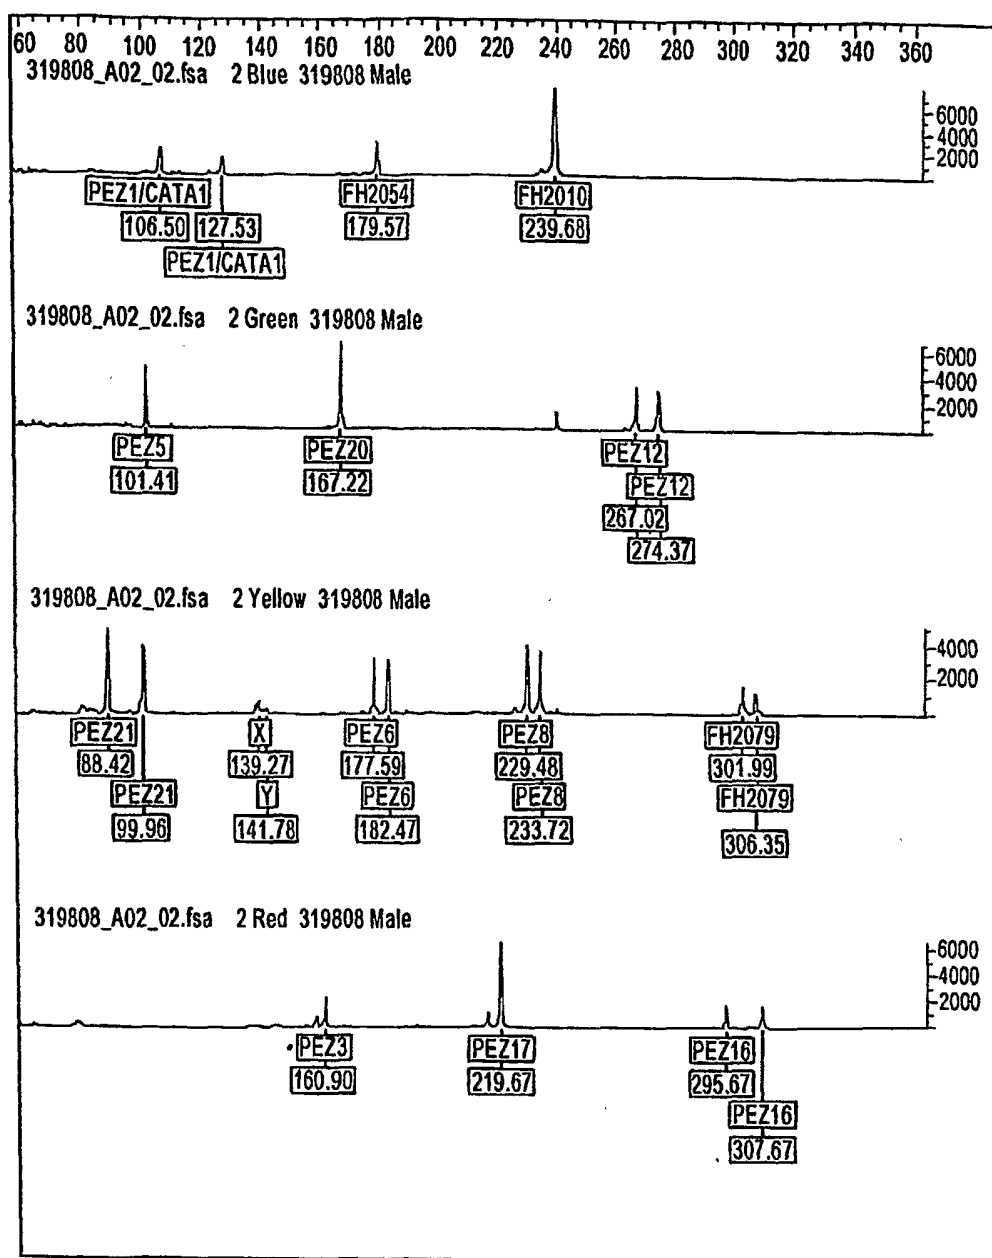 60 80 100 120 140 160 180 200 220 240 260 280 300 320 340 360
319808_A02_02.fsa 2 Blue 319808 Male
6000
4000
2000
PEZ1/CATA1 FH2054 FH2010
106.50 127.53 179.57 239.68
PEZ1/CATA1
319808_A02_02.fsa 2 Green 319808 Male
6000
4000
2000
PEZ5 PEZ20 PEZ12
101.41 167.22 PEZ12
267.02
274.37
319808_A02_02.fsa 2 Yellow 319808 Male
4000
2000
PEZ21 X PEZ6 PEZ8 FH2079
88.42 139.27 177.59 229.48 301.99
PEZ21 Y PEZ6 PEZ8 FH2079
99.96 141.78 182.47 233.72 306.35
319808_A02_02.fsa 2 Red 319808 Male
6000
4000
2000
PEZ3 PEZ17 PEZ16
160.90 219.67 295.67
PEZ16
307.67